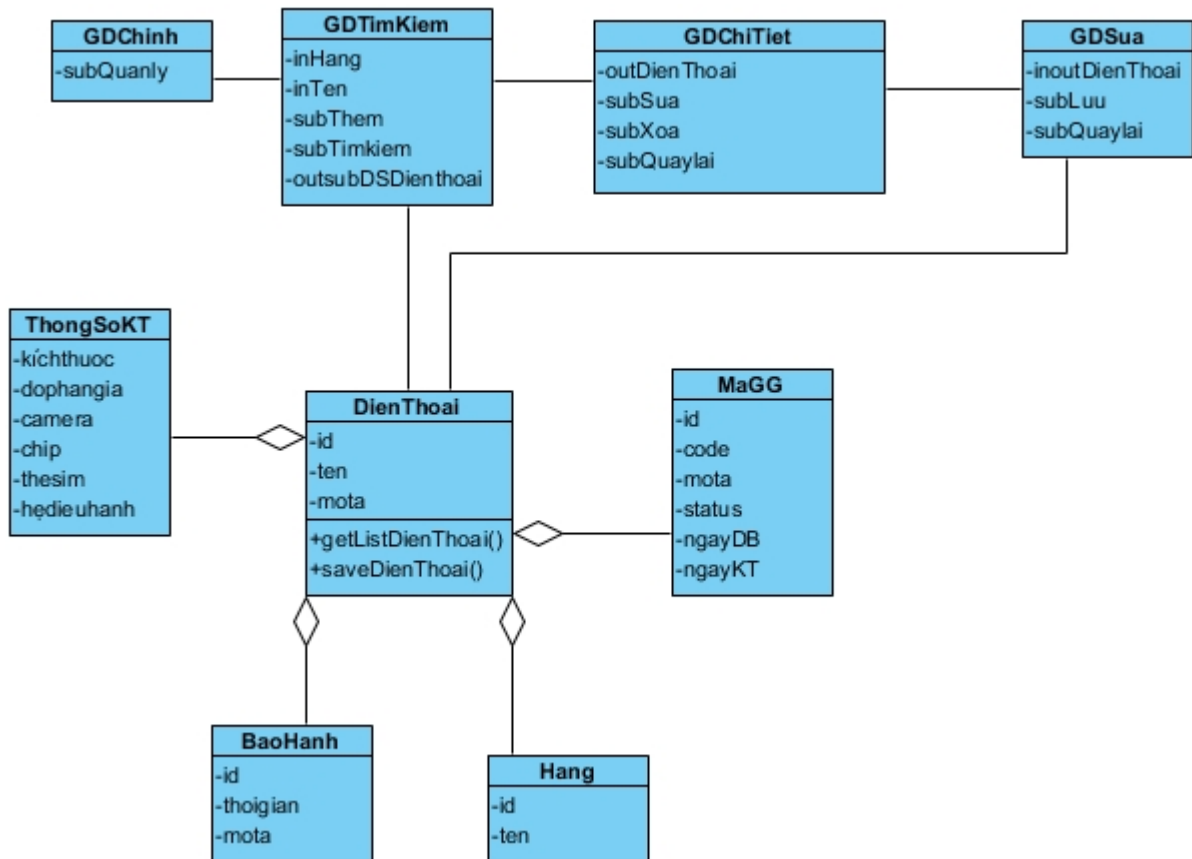 GDChinh
-subQuanly
GDTimKiem
-inHang
-inTen
-subThem
-subTimkiem
-outsubDSDienthoai
GDChiTiet
-outDienThoai
-subSua
-subXoa
-subQuaylai
GDSua
-inoutDienThoai
-subLuu
-subQuaylai
ThongSoKT
-kíchthuoc
-dophangia
-camera
-chip
-thesim
-hẹdieuhanh
DienThoai
-id
-ten
-mota
+getListDienThoai()
+saveDienThoai()
MaGG
-id
-code
-mota
-status
-ngayDB
-ngayKT
BaoHanh
-id
-thoigian
-mota
Hang
-id
-ten